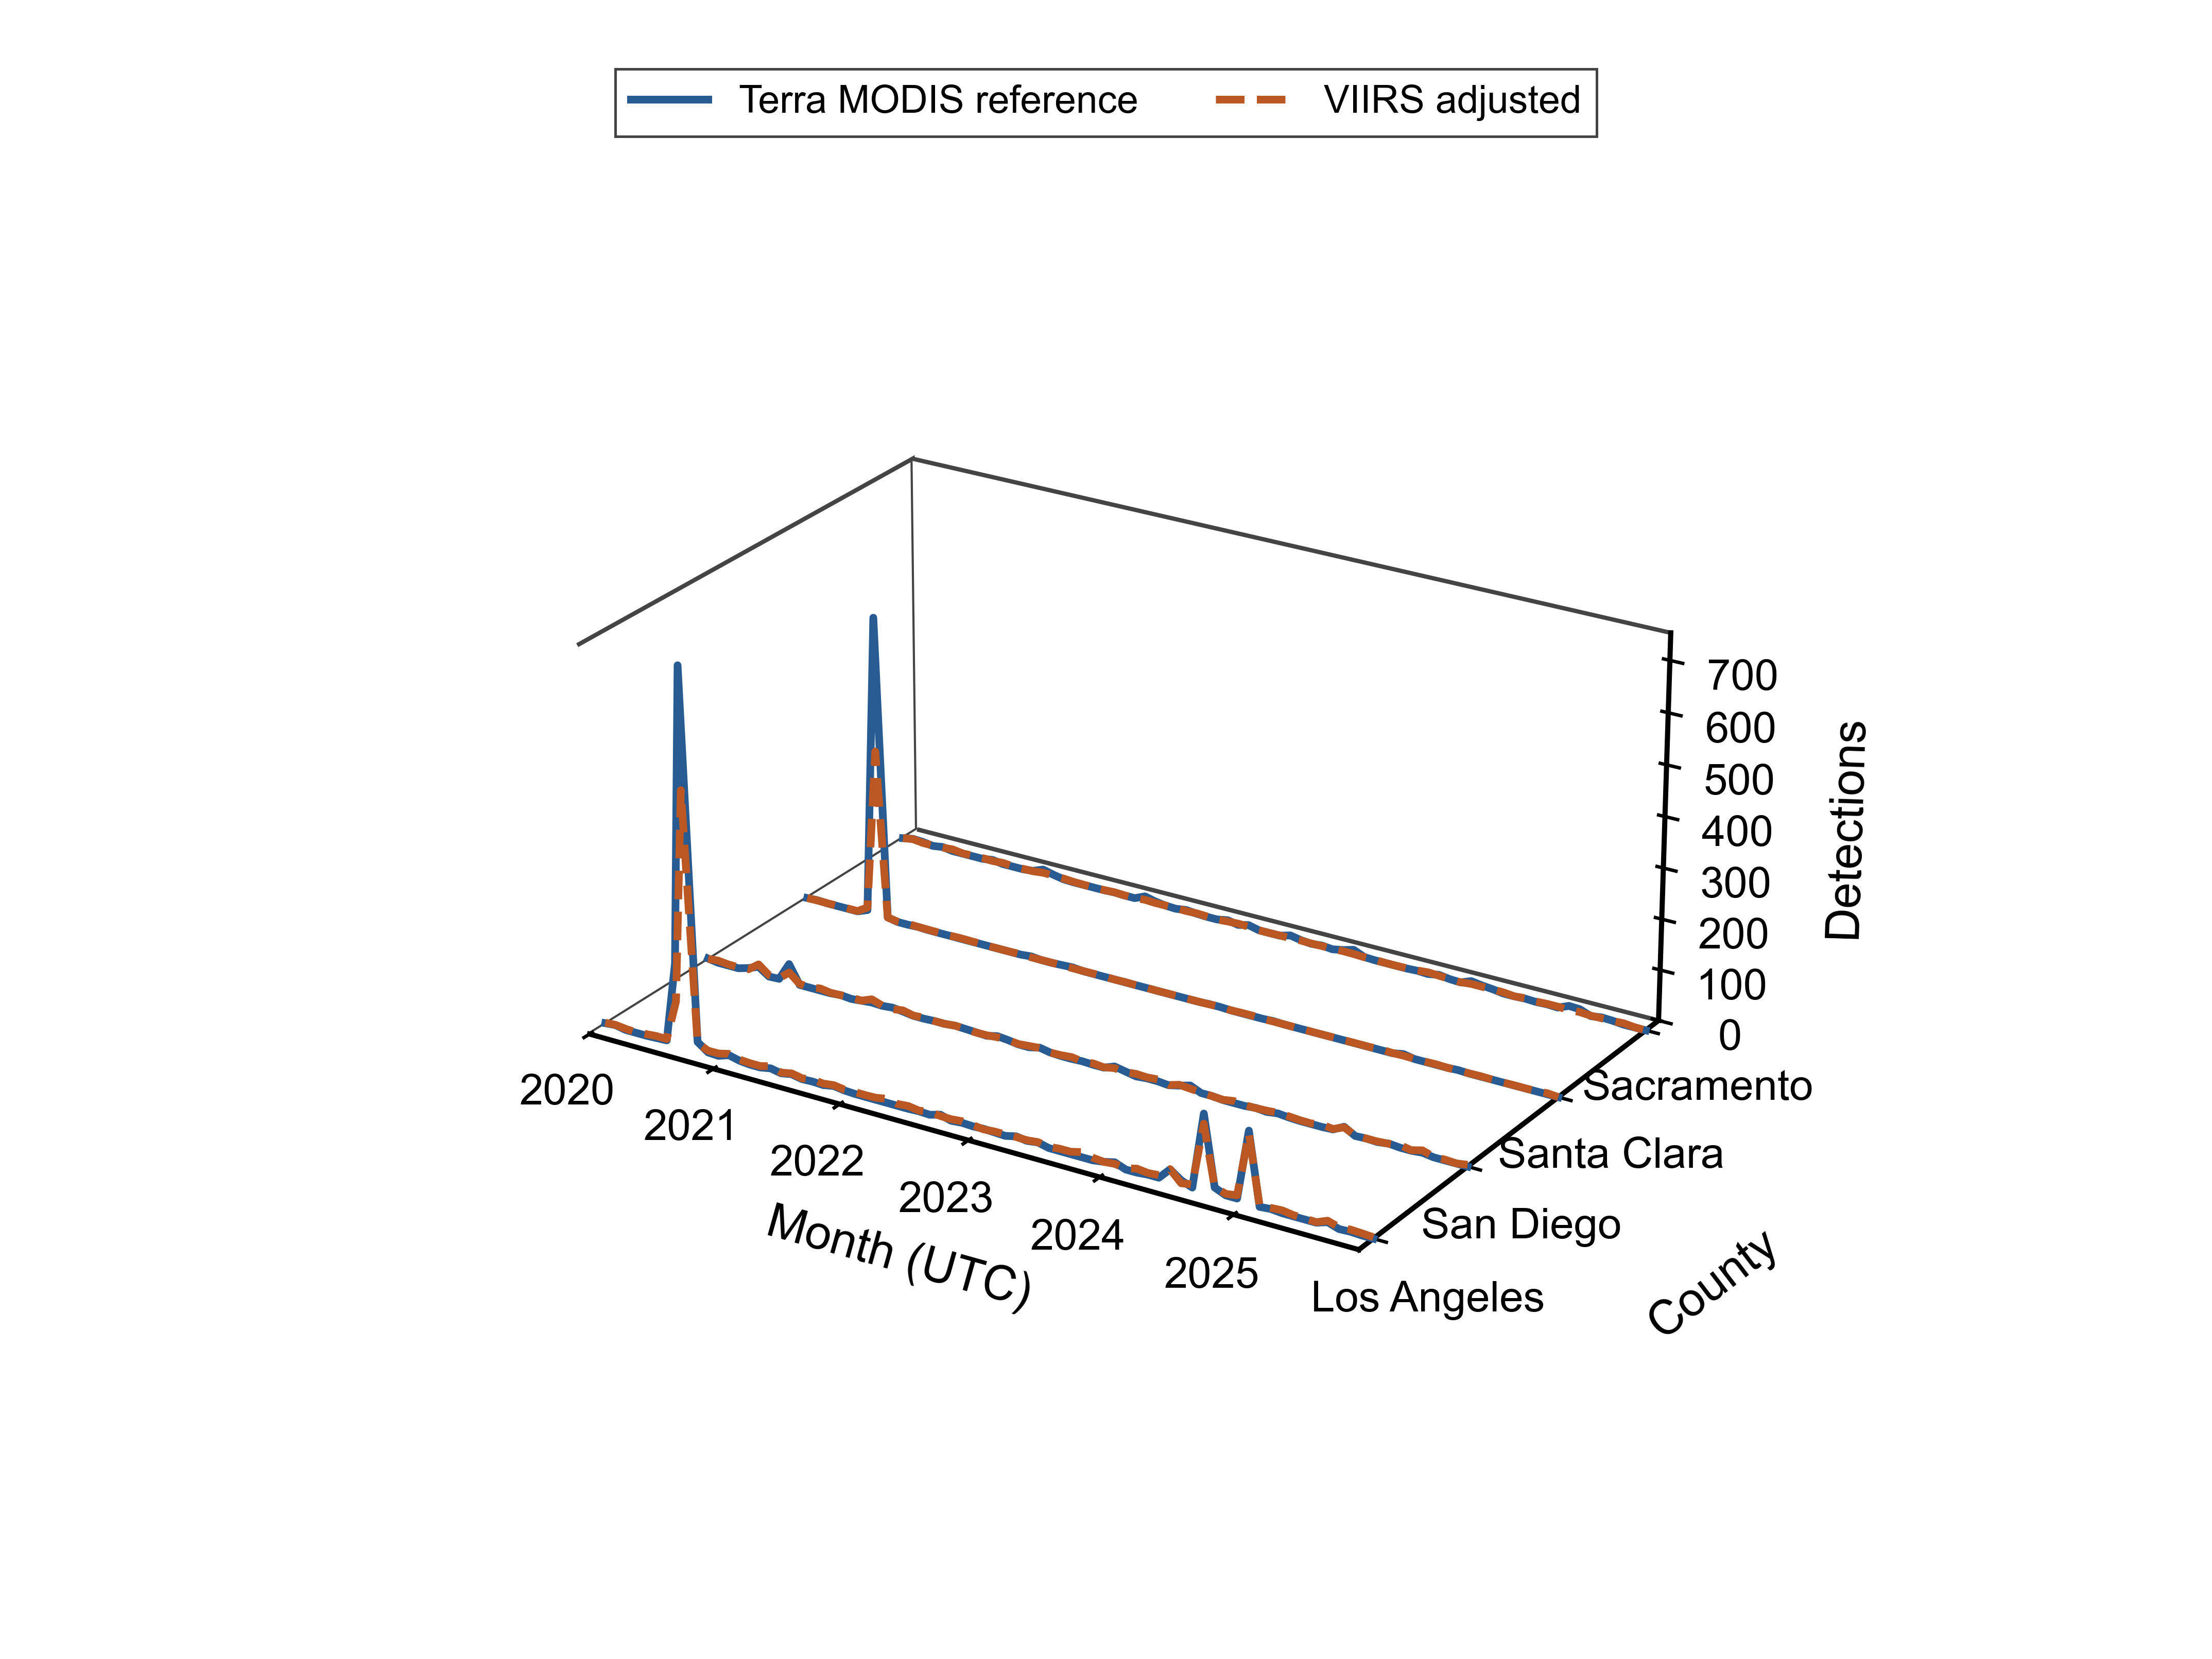 Terra MODIS reference
VIIRS adjusted
700
600
500
400
300
200
100
0
Detections
Sacramento
Santa Clara
San Diego
Los Angeles
County
2020
2021
2022
2023
2024
2025
Month (UTC)